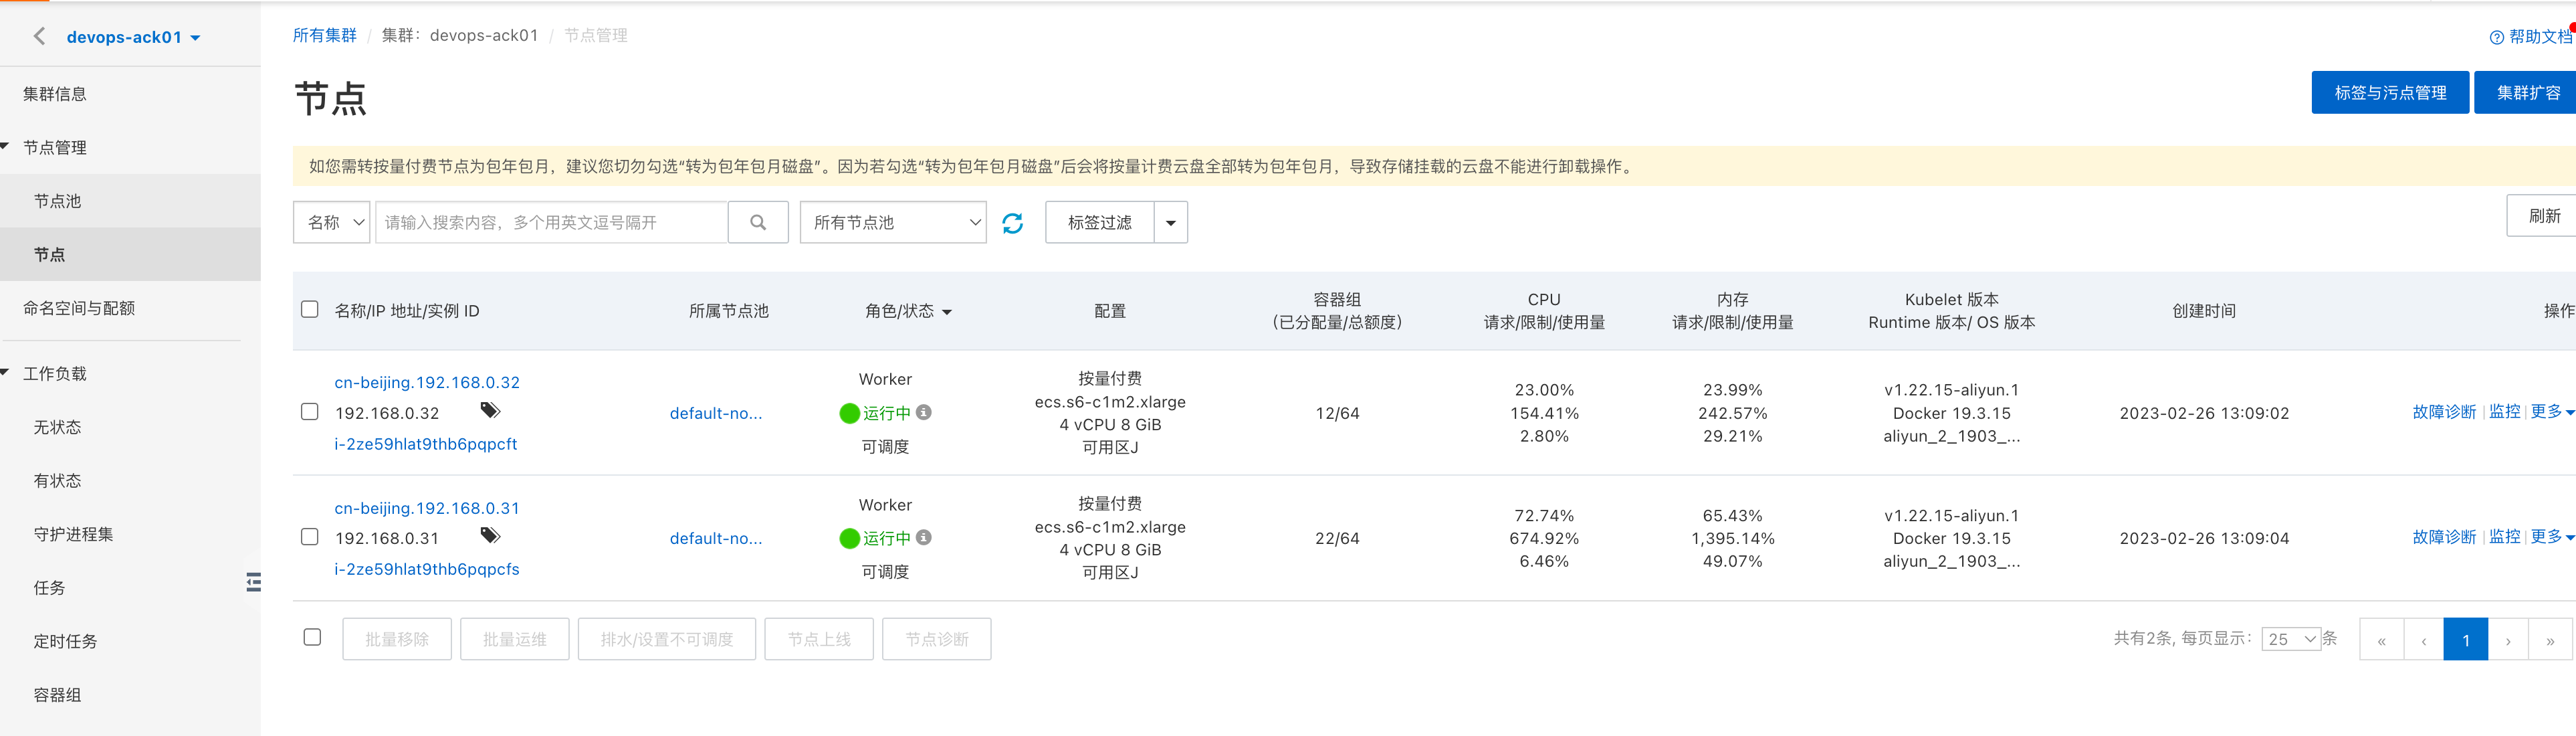 devops-ack01
集群信息
节点管理
节点池
节点
命名空间与配额
工作负载
无状态
有状态
守护进程集
任务
定时任务
容器组
所有集群 / 集群：devops-ack01 / 节点管理
帮助文档
节点
标签与污点管理
集群扩容
如您需转按量付费节点为包年包月，建议您切勿勾选“转为包年包月磁盘”。因为若勾选“转为包年包月磁盘”后会将按量计费云盘全部转为包年包月，导致存储挂载的云盘不能进行卸载操作。
名称
请输入搜索内容，多个用英文逗号隔开
所有节点池
标签过滤
刷新
名称/IP 地址/实例 ID
所属节点池
角色/状态
配置
容器组
（已分配量/总额度）
CPU
请求/限制/使用量
内存
请求/限制/使用量
Kubelet 版本
Runtime 版本/ OS 版本
创建时间
操作
cn-beijing.192.168.0.32
192.168.0.32
i-2ze59hlat9thb6pqpcft
default-no...
Worker
运行中
可调度
按量付费
ecs.s6-c1m2.xlarge
4 vCPU 8 GiB
可用区J
12/64
23.00%
154.41%
2.80%
23.99%
242.57%
29.21%
v1.22.15-aliyun.1
Docker 19.3.15
aliyun_2_1903_...
2023-02-26 13:09:02
故障诊断 | 监控 | 更多
cn-beijing.192.168.0.31
192.168.0.31
i-2ze59hlat9thb6pqpcfs
default-no...
Worker
运行中
可调度
按量付费
ecs.s6-c1m2.xlarge
4 vCPU 8 GiB
可用区J
22/64
72.74%
674.92%
6.46%
65.43%
1,395.14%
49.07%
v1.22.15-aliyun.1
Docker 19.3.15
aliyun_2_1903_...
2023-02-26 13:09:04
故障诊断 | 监控 | 更多
批量移除
批量运维
排水/设置不可调度
节点上线
节点诊断
共有2条, 每页显示： 25 条
« ‹ 1 › »